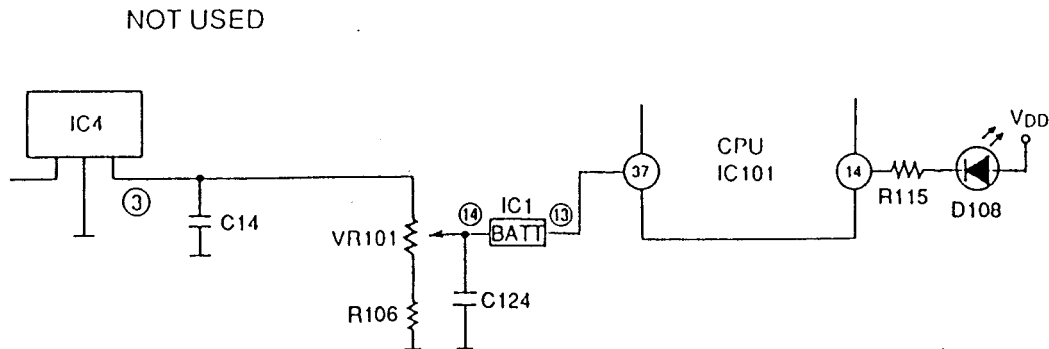 NOT USED
IC4
3
C14
VR101
R106
14
IC1
BATT
13
C124
37
CPU
IC101
14
R115
D108
VDD